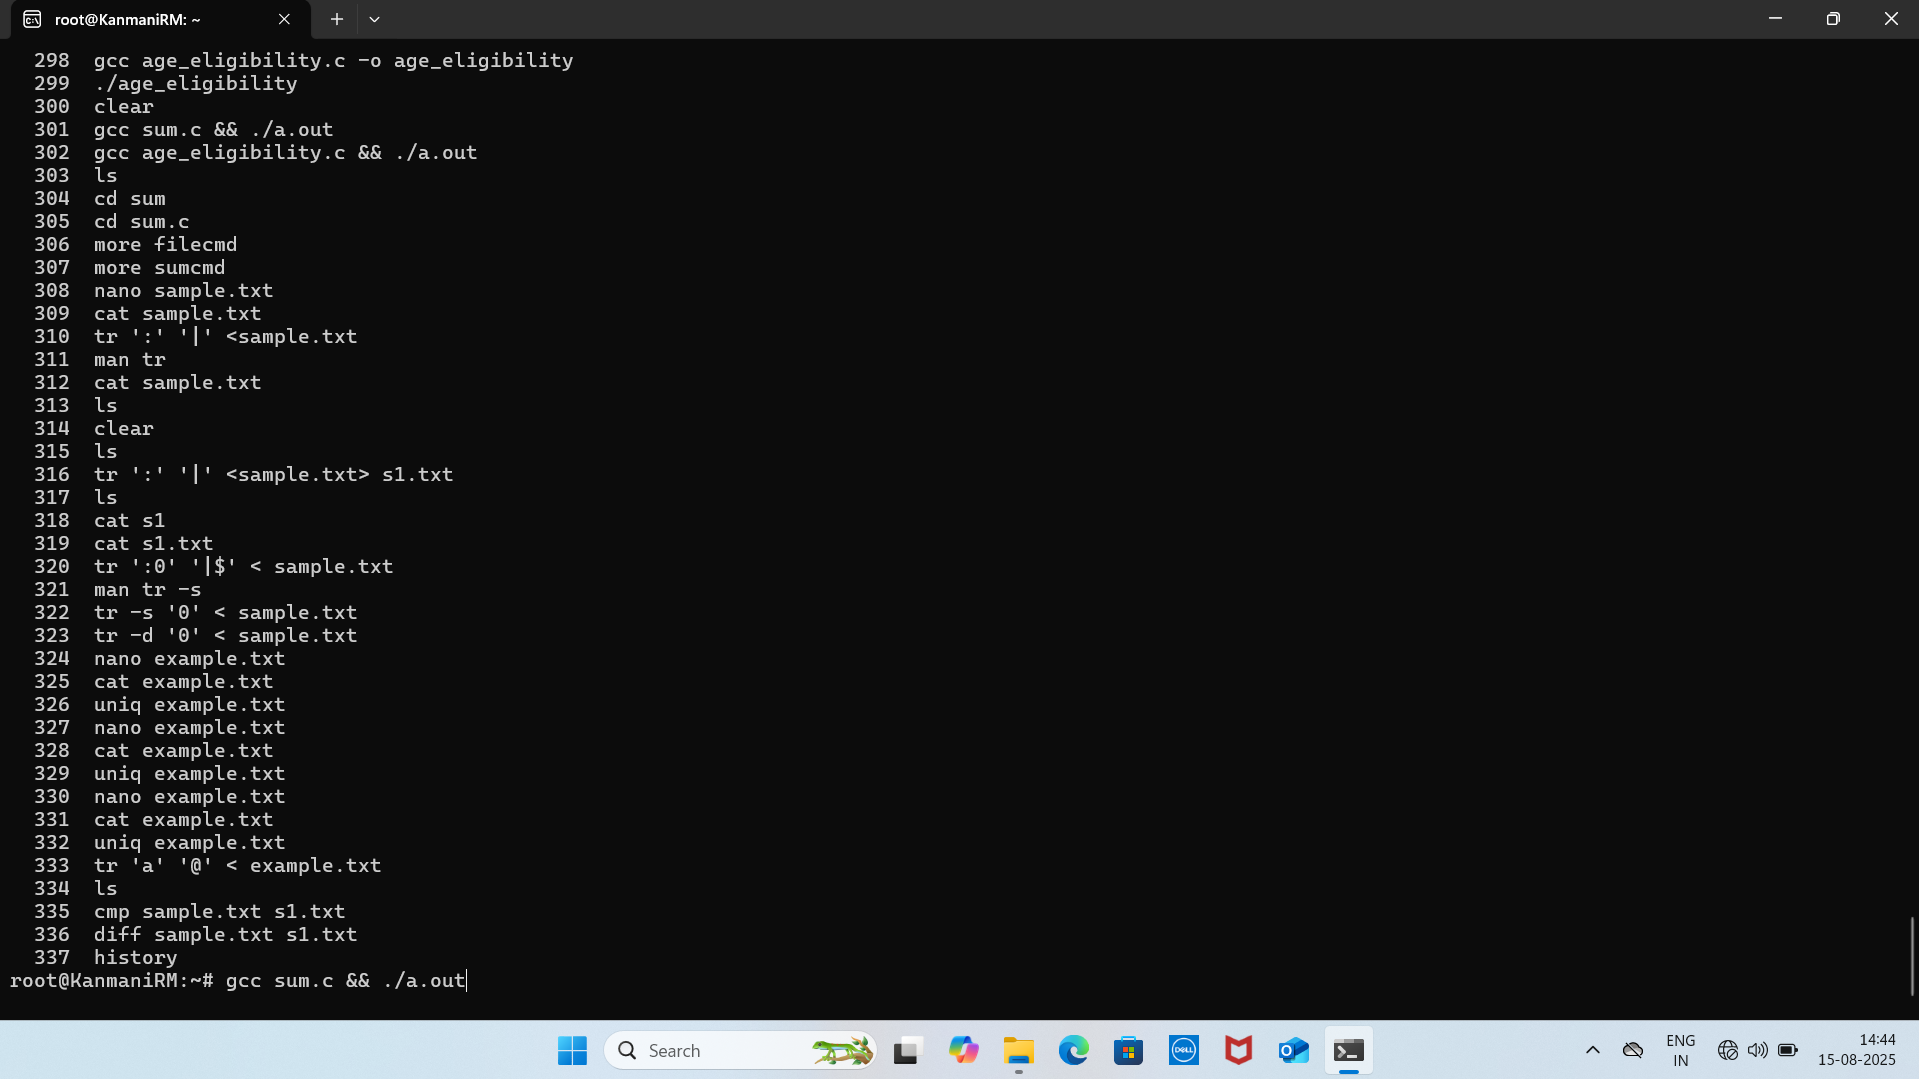 root@KanmaniRM: ~
298 gcc age_eligibility.c -o age_eligibility
299 ./age_eligibility
300 clear
301 gcc sum.c && ./a.out
302 gcc age_eligibility.c && ./a.out
303 ls
304 cd sum
305 cd sum.c
306 more filecmd
307 more sumcmd
308 nano sample.txt
309 cat sample.txt
310 tr ':' '|' <sample.txt
311 man tr
312 cat sample.txt
313 ls
314 clear
315 ls
316 tr ':' '|' <sample.txt> s1.txt
317 ls
318 cat s1
319 cat s1.txt
320 tr ':0' '|$' < sample.txt
321 man tr -s
322 tr -s '0' < sample.txt
323 tr -d '0' < sample.txt
324 nano example.txt
325 cat example.txt
326 uniq example.txt
327 nano example.txt
328 cat example.txt
329 uniq example.txt
330 nano example.txt
331 cat example.txt
332 uniq example.txt
333 tr 'a' '@' < example.txt
334 ls
335 cmp sample.txt s1.txt
336 diff sample.txt s1.txt
337 history
root@KanmaniRM:~# gcc sum.c && ./a.out
Search
DELL
ENG
IN
14:44
15-08-2025